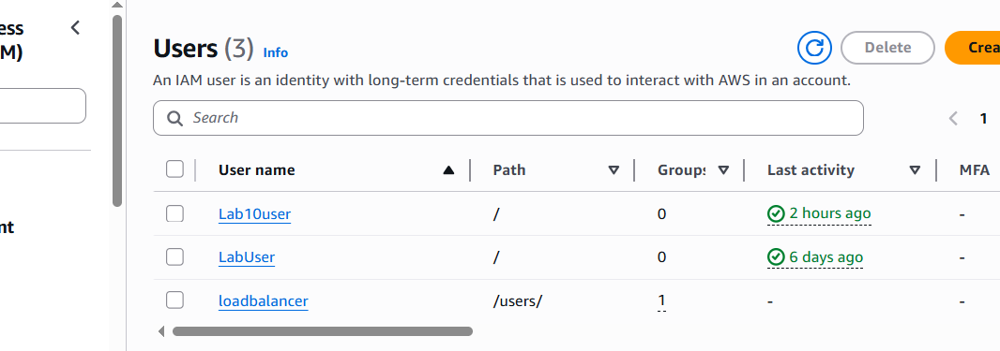 ess
M)
Users (3) Info
Delete
Crea
An IAM user is an identity with long-term credentials that is used to interact with AWS in an account.
Search
1
User name Path Groups Last activity MFA
Lab10user / 0 2 hours ago -
nt
LabUser / 0 6 days ago -
loadbalancer /users/ 1 - -